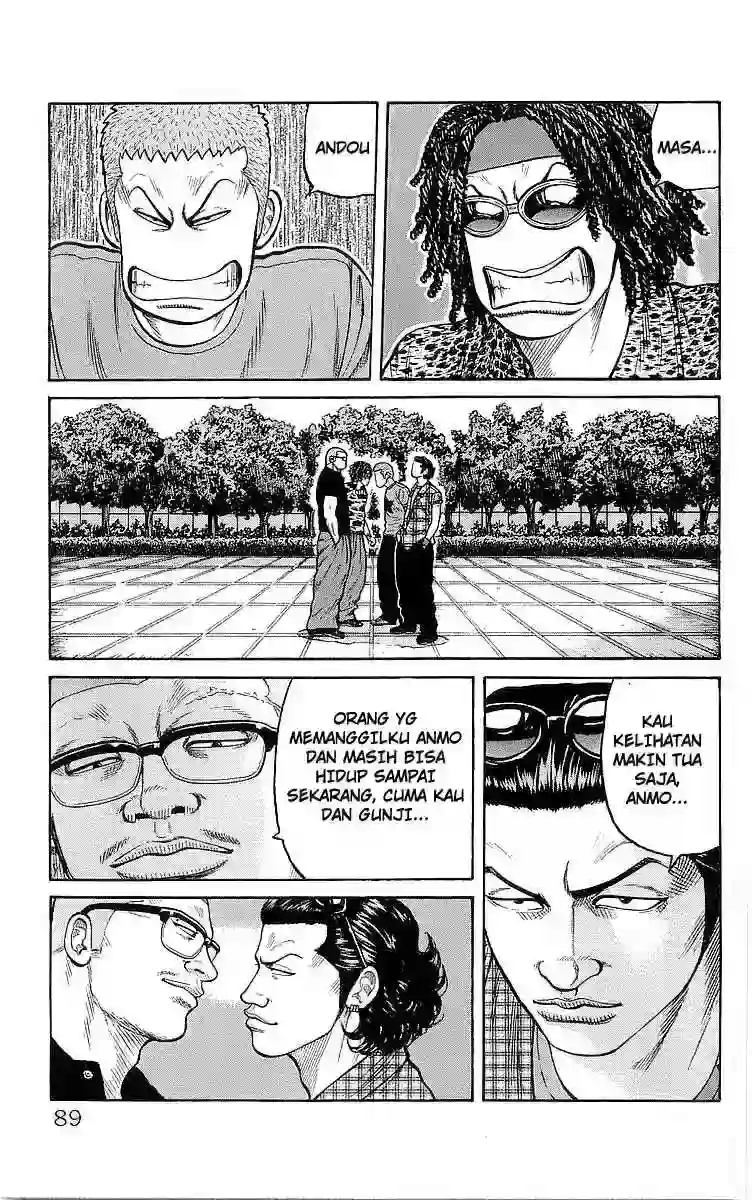 MASA...
ANDOU
KAU
KELIHATAN
MAKIN TUA
SAJA,
ANMO...
ORANG YG
MEMANGGILKU ANMO
DAN MASIH BISA
HIDUP SAMPAI
SEKARANG, CUMA KAU
DAN GUNJI...
89